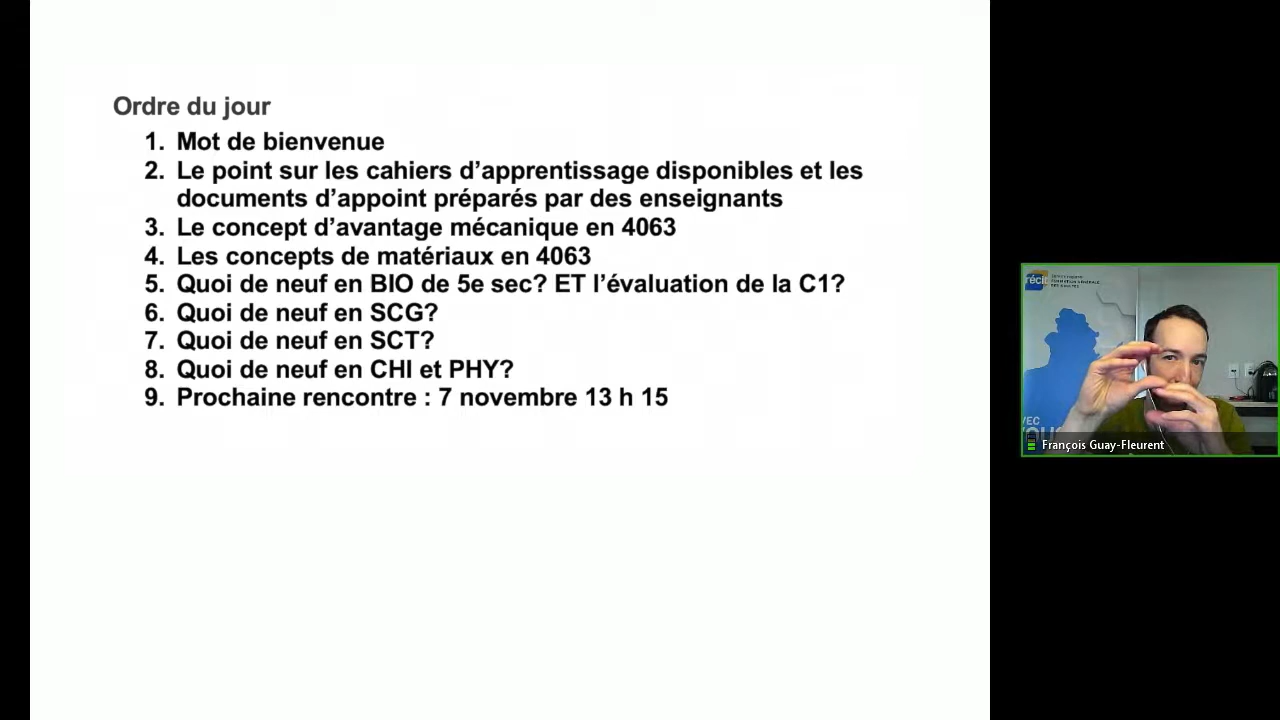 Ordre du jour
1. Mot de bienvenue
2. Le point sur les cahiers d’apprentissage disponibles et les
documents d’appoint préparés par des enseignants
3. Le concept d’avantage mécanique en 4063
4. Les concepts de matériaux en 4063
5. Quoi de neuf en BIO de 5e sec? ET l’évaluation de la C1?
6. Quoi de neuf en SCG?
7. Quoi de neuf en SCT?
8. Quoi de neuf en CHI et PHY?
9. Prochaine rencontre : 7 novembre 13 h 15
récit
François Guay-Fleurent